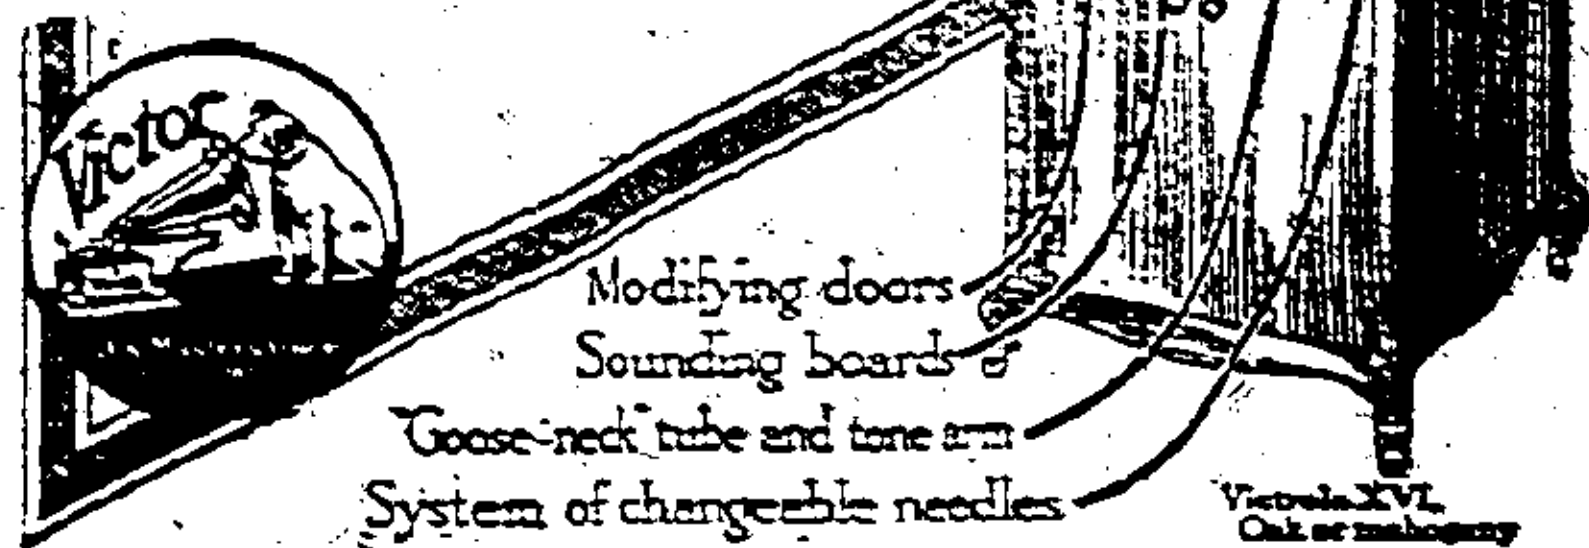 Victor
Modifying doors
Sounding boards
"Goose-neck" tube and tone arm
System of changeable needles
Victrola XVI,
Oak or mahogany